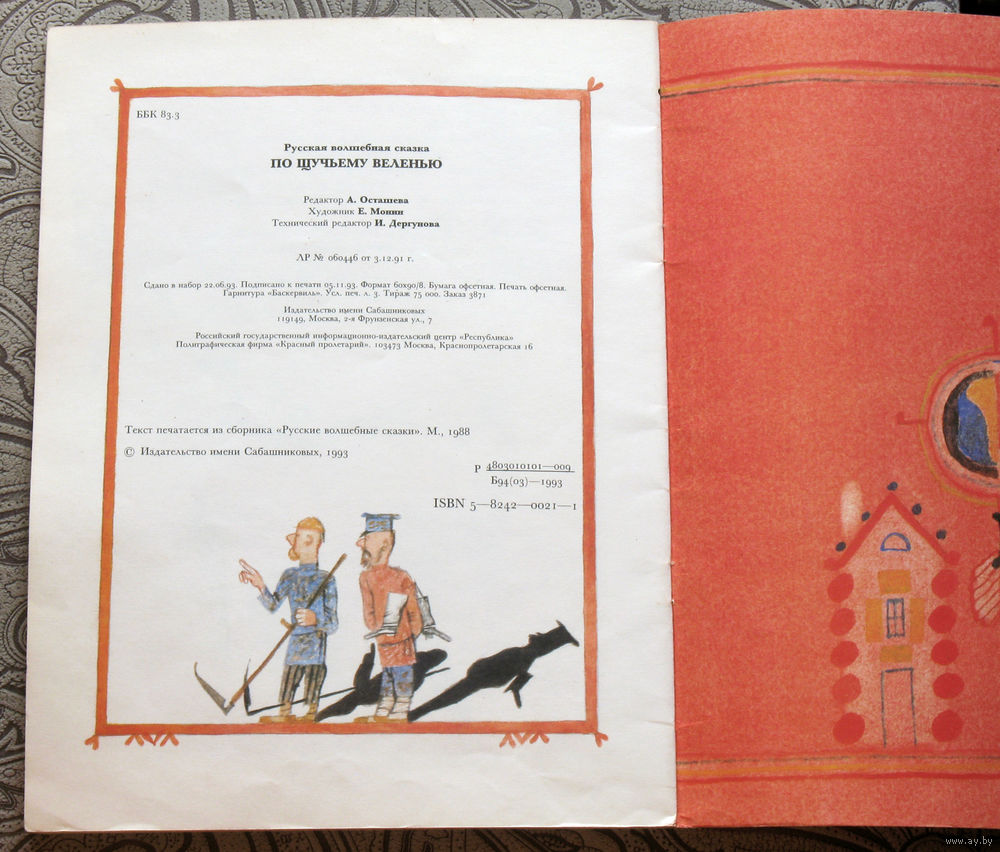 ББК 83.3
Русская волшебная сказка
ПО ЩУЧЬЕМУ ВЕЛЕНЬЮ
Редактор А. Осташева
Художник Е. Монин
Технический редактор И. Дергунова
ЛР № 060446 от 3.12.91 г.
Сдано в набор 22.06.93. Подписано к печати 05.11.93. Формат 60х90/8. Бумага офсетная. Печать офсетная.
Гарнитура «Баскервиль». Усл. печ. л. 3. Тираж 75 000. Заказ 3871
Издательство имени Сабашниковых
119149, Москва, 2-я Фрунзенская ул., 7
Российский государственный информационно-издательский центр «Республика»
Полиграфическая фирма «Красный пролетарий». 103473 Москва, Краснопролетарская 16
Текст печатается из сборника «Русские волшебные сказки». М., 1988
© Издательство имени Сабашниковых, 1993
Р 4803010101—009
Б94(03)—1993
ISBN 5—8242—0021—1
www.ay.by